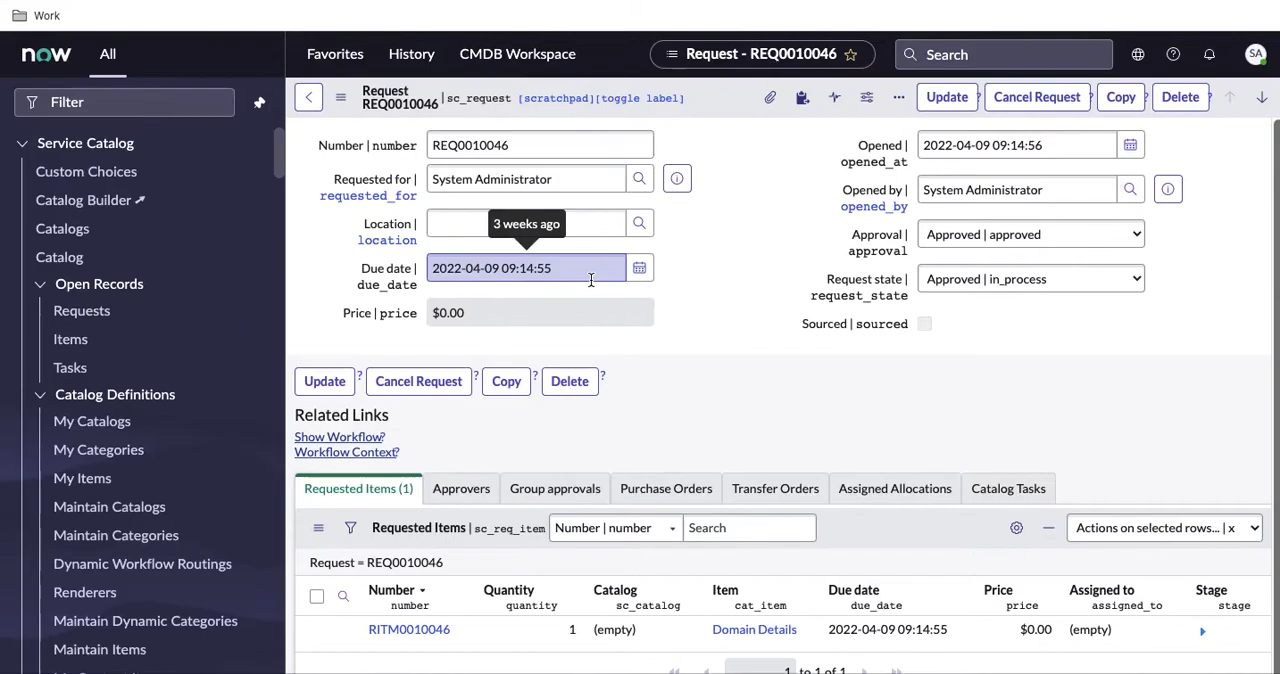 Work
now
All
Favorites
History
CMDB Workspace
Request - REQ0010046
Search
SA
Filter
Service Catalog
Custom Choices
Catalog Builder
Catalogs
Catalog
Open Records
Requests
Items
Tasks
Catalog Definitions
My Catalogs
My Categories
My Items
Maintain Catalogs
Maintain Categories
Dynamic Workflow Routings
Renderers
Maintain Dynamic Categories
Maintain Items
Request
REQ0010046 | sc_request [scratchpad][toggle label]
Update ? Cancel Request ? Copy ? Delete ?
Number | number
REQ0010046
Requested for |
requested_for
System Administrator
Location |
location
3 weeks ago
Due date |
due_date
2022-04-09 09:14:55
Price | price
$0.00
Opened |
opened_at
2022-04-09 09:14:56
Opened by |
opened_by
System Administrator
Approval |
approval
Approved | approved
Request state |
request_state
Approved | in_process
Sourced | sourced
Update ? Cancel Request ? Copy ? Delete ?
Related Links
Show Workflow?
Workflow Context?
Requested Items (1)
Approvers
Group approvals
Purchase Orders
Transfer Orders
Assigned Allocations
Catalog Tasks
Requested Items | sc_req_item
Number | number
Search
Actions on selected rows... | x
Request = REQ0010046
Number Quantity Catalog Item Due date Price Assigned to Stage
number quantity sc_catalog cat_item due_date price assigned_to stage
RITM0010046 1 (empty) Domain Details 2022-04-09 09:14:55 $0.00 (empty)
1 to 1 of 1